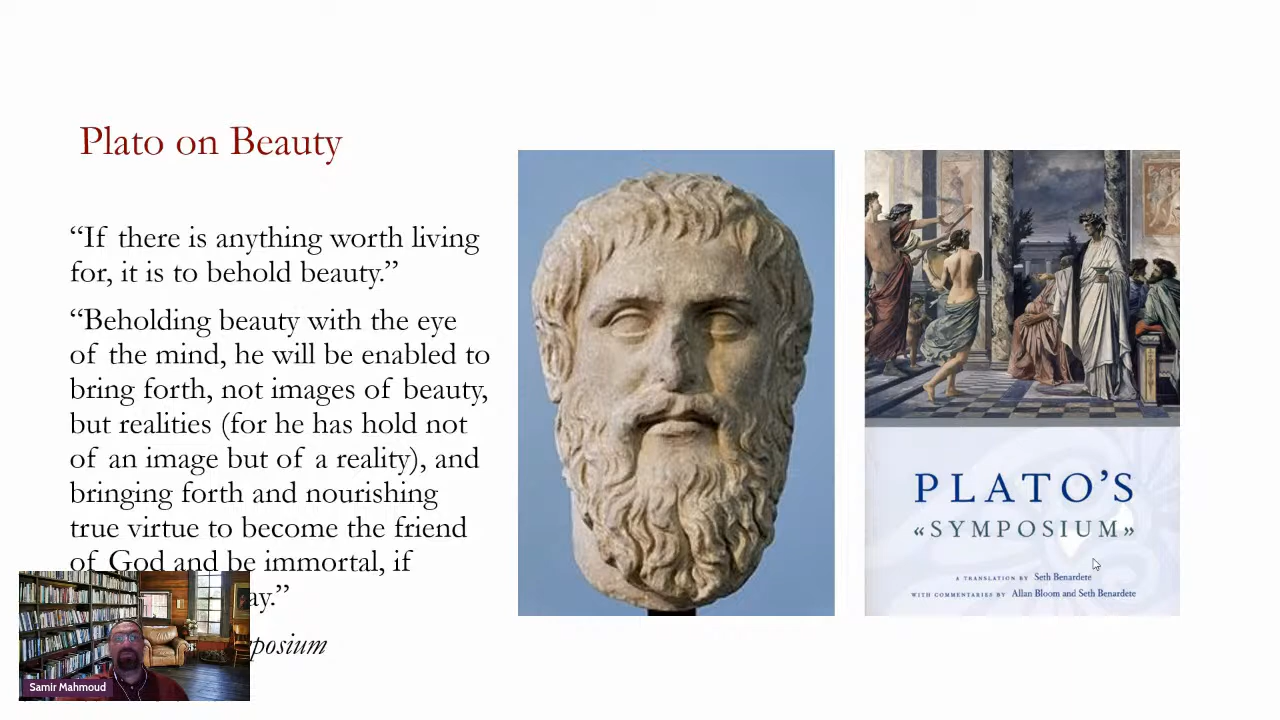 Plato on Beauty
“If there is anything worth living
for, it is to behold beauty.”
“Beholding beauty with the eye
of the mind, he will be enabled to
bring forth, not images of beauty,
but realities (for he has hold not
of an image but of a reality), and
bringing forth and nourishing
true virtue to become the friend
of God and be immortal, if
PLATO’S
«SYMPOSIUM»
A TRANSLATION BY Seth Benardete
WITH COMMENTARIES BY Allan Bloom and Seth Benardete
Samir Mahmoud